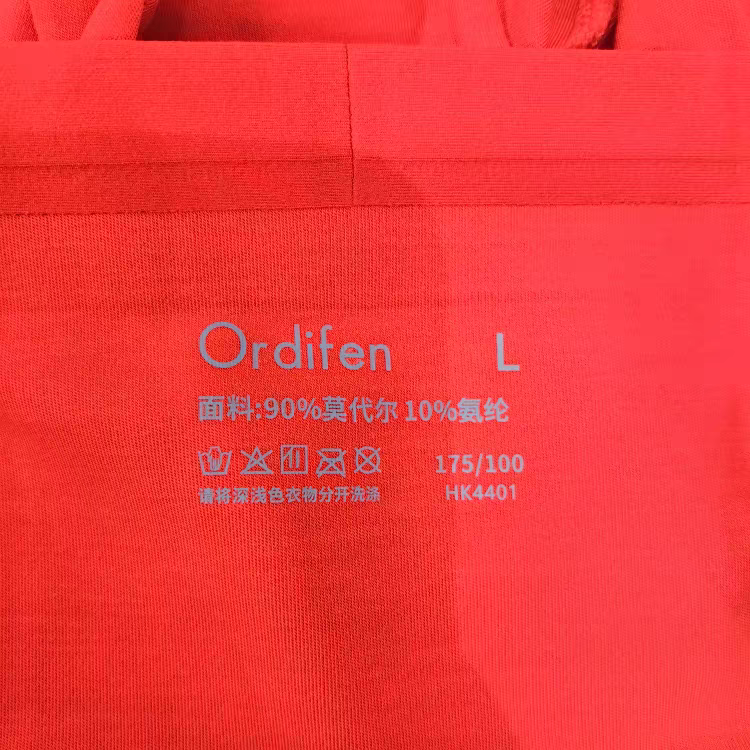 Ordifen L
面料:90%莫代尔 10%氨纶
175/100
请将深浅色衣物分开洗涤 HK4401